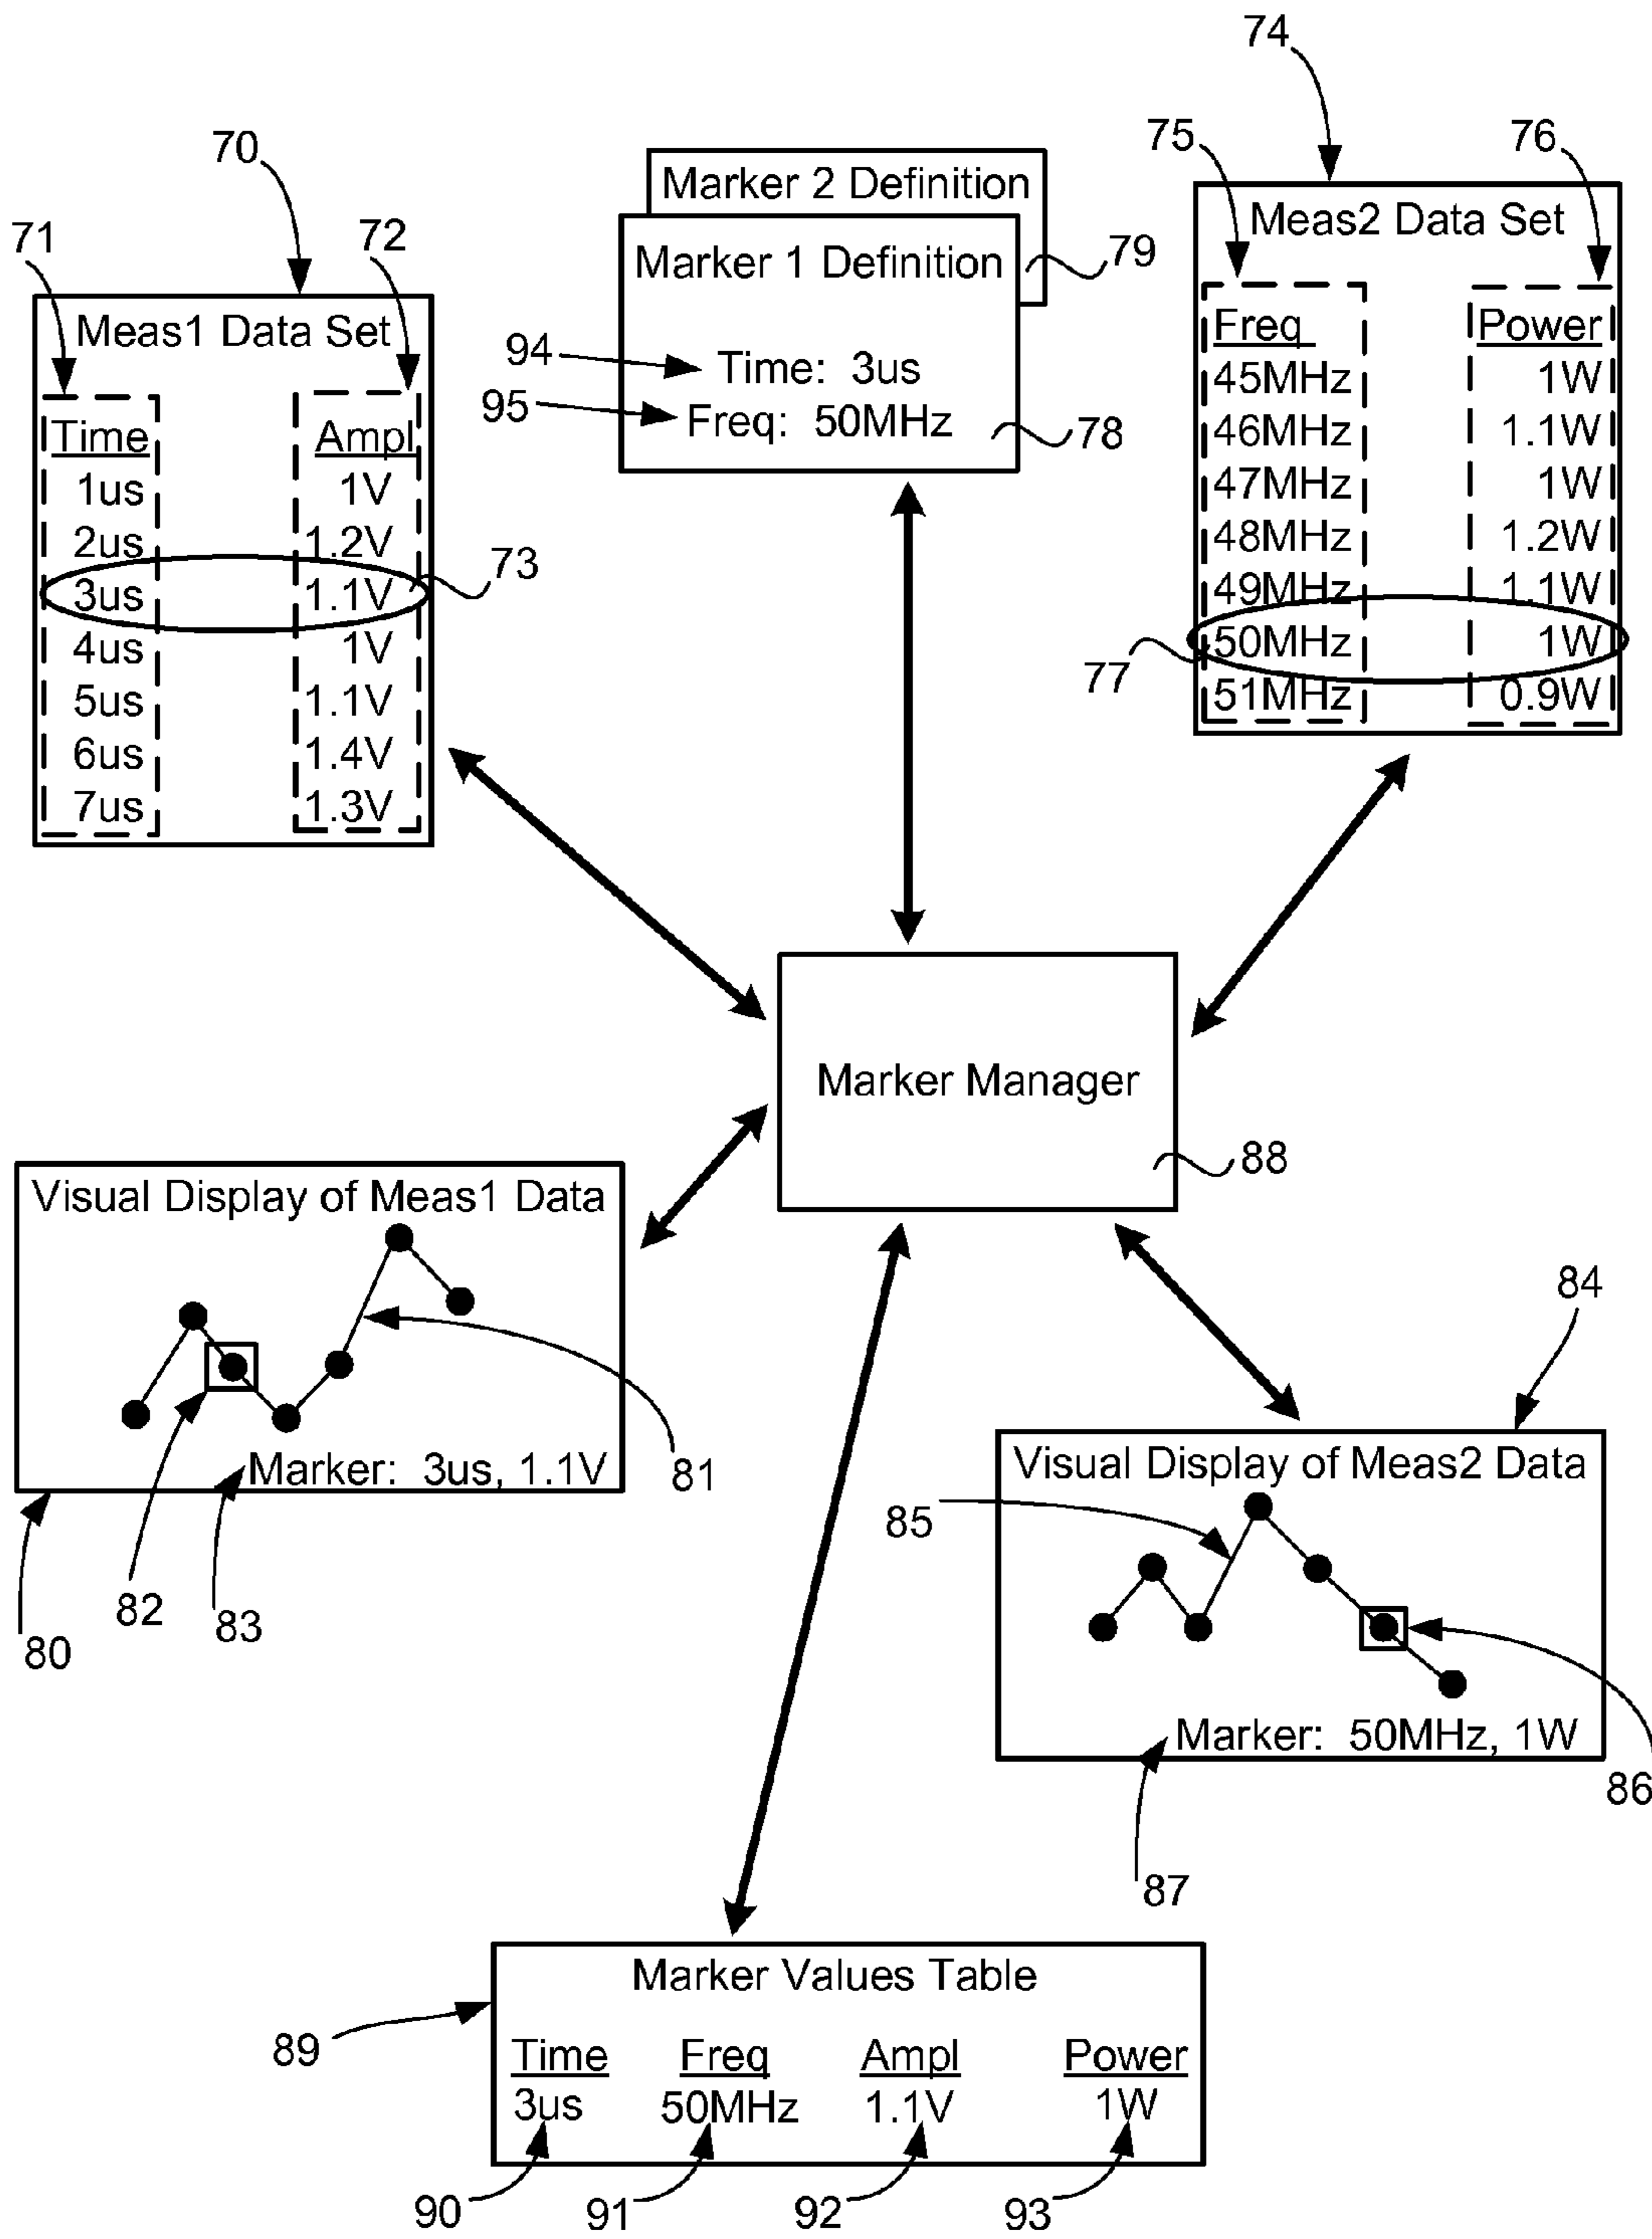 74
70
75
76
Marker 2 Definition
71
72
Meas2 Data Set
Marker 1 Definition
79
Meas1 Data Set
Freq Power
94
Time: 3us
45MHz 1W
95
Freq: 50MHz
78
46MHz 1.1W
Time Ampl
47MHz 1W
1us 1V
48MHz 1.2W
2us 1.2V
73
49MHz 1.1W
3us 1.1V
50MHz 1W
4us 1V
77
51MHz 0.9W
5us 1.1V
6us 1.4V
7us 1.3V
Marker Manager
88
Visual Display of Meas1 Data
84
81
Marker: 3us, 1.1V
Visual Display of Meas2 Data
85
82
83
80
Marker: 50MHz, 1W
86
87
Marker Values Table
89
Time Freq Ampl Power
3us 50MHz 1.1V 1W
90 91 92 93